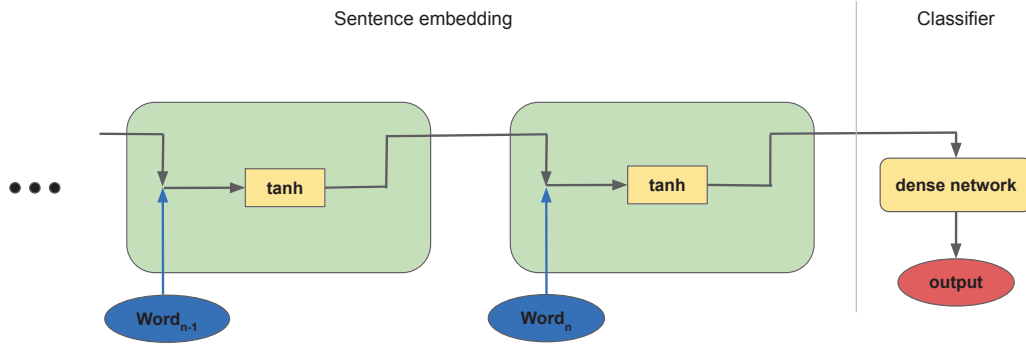 Sentence embedding
Classifier
tanh
tanh
dense network
output
Word n-1
Word n